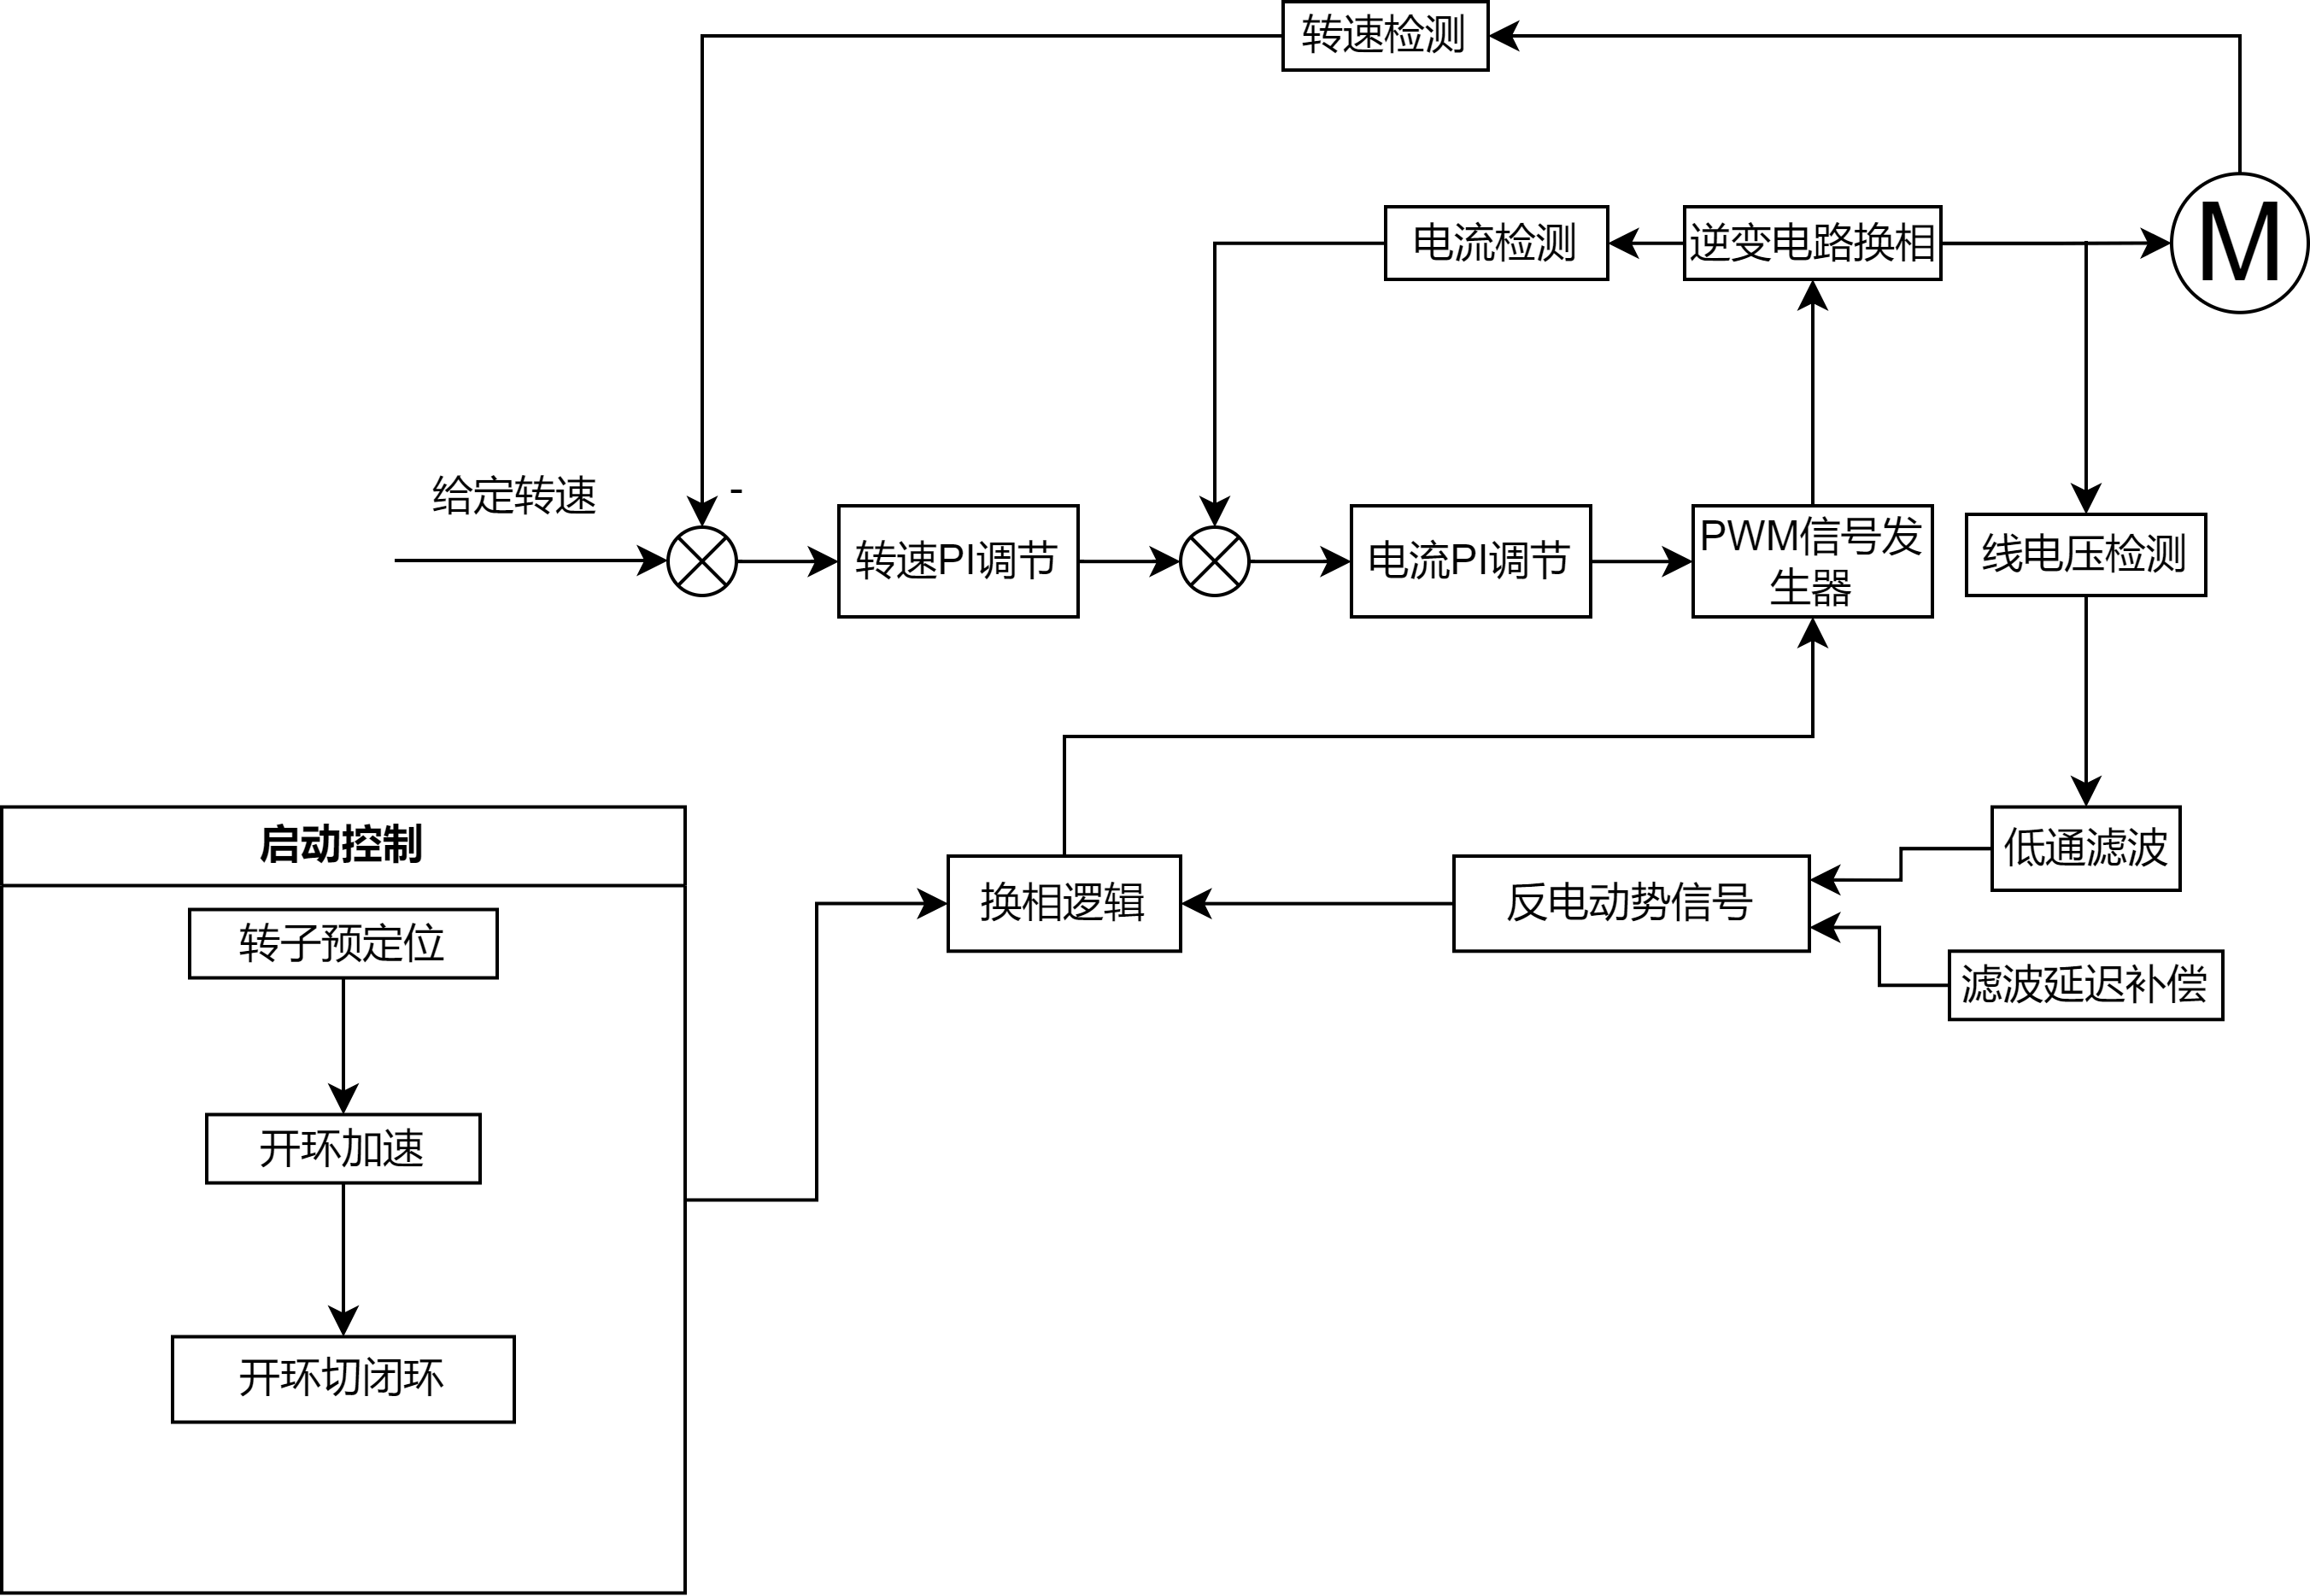 转速检测
电流检测
逆变电路换相
M
给定转速
-
转速PI调节
电流PI调节
PWM信号发
生器
线电压检测
启动控制
低通滤波
换相逻辑
反电动势信号
转子预定位
滤波延迟补偿
开环加速
开环切闭环